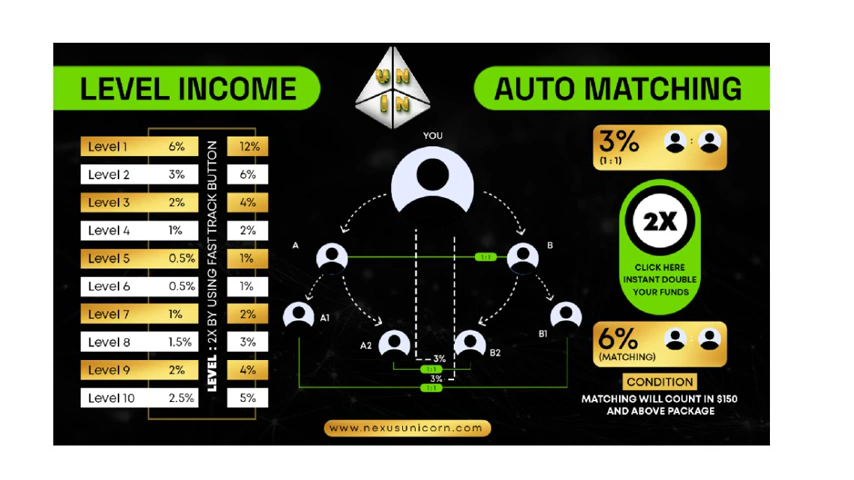 LEVEL INCOME
UN
IN
AUTO MATCHING
Level 1 6% 12%
Level 2 3% 6%
Level 3 2% 4%
Level 4 1% 2%
Level 5 0.5% 1%
Level 6 0.5% 1%
Level 7 1% 2%
Level 8 1.5% 3%
Level 9 2% 4%
Level 10 2.5% 5%
LEVEL : 2X BY USING FAST TRACK BUTTON
YOU
A
B
1:1
A1
A2
B2
B1
3%
1:1
3%
1:1
3%
(1 : 1)
:
2X
CLICK HERE
INSTANT DOUBLE
YOUR FUNDS
6%
(MATCHING)
:
CONDITION
MATCHING WILL COUNT IN $150
AND ABOVE PACKAGE
www.nexusunicorn.com